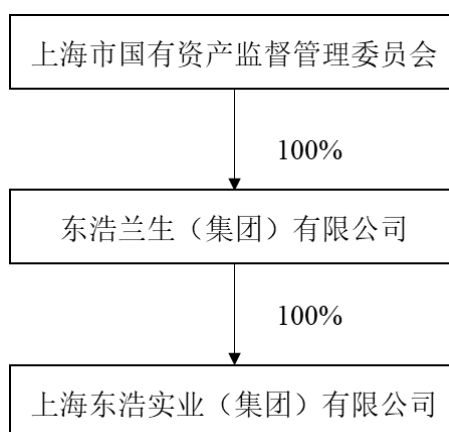 上海市国有资产监督管理委员会
100%
东浩兰生（集团）有限公司
100%
上海东浩实业（集团）有限公司